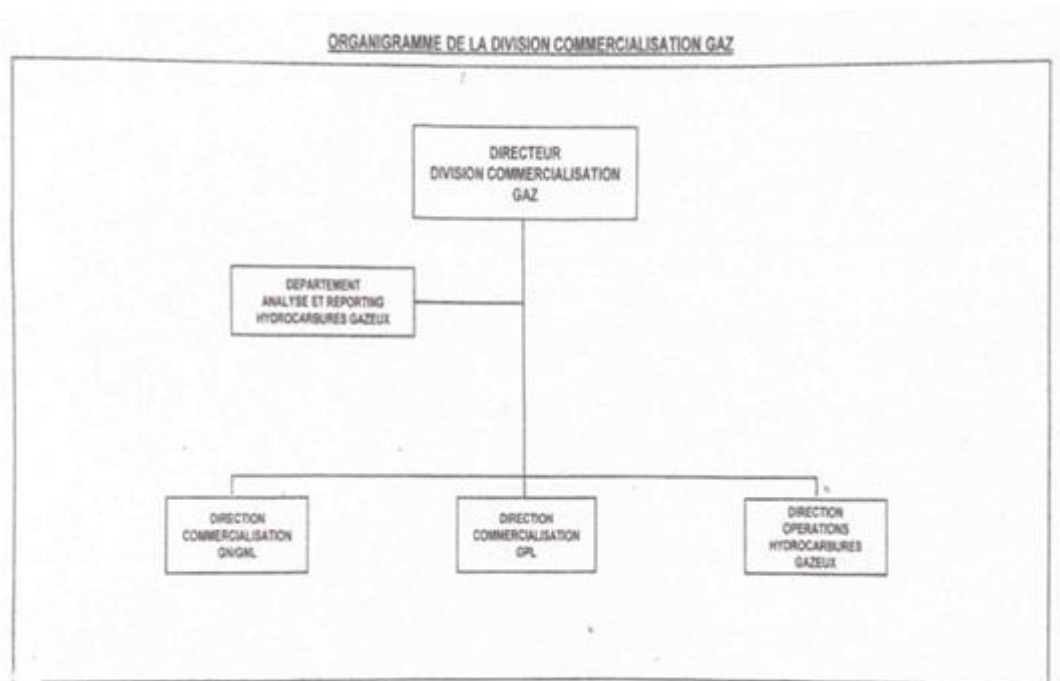 ORGANIGRAMME DE LA DIVISION COMMERCIALISATION GAZ
DIRECTEUR
DIVISION COMMERCIALISATION
GAZ
DEPARTEMENT
ANALYSE ET REPORTING
HYDROCARBURES GAZEUX
DIRECTION
COMMERCIALISATION
GN/GNL
DIRECTION
COMMERCIALISATION
GPL
DIRECTION
OPERATIONS
HYDROCARBURES
GAZEUX